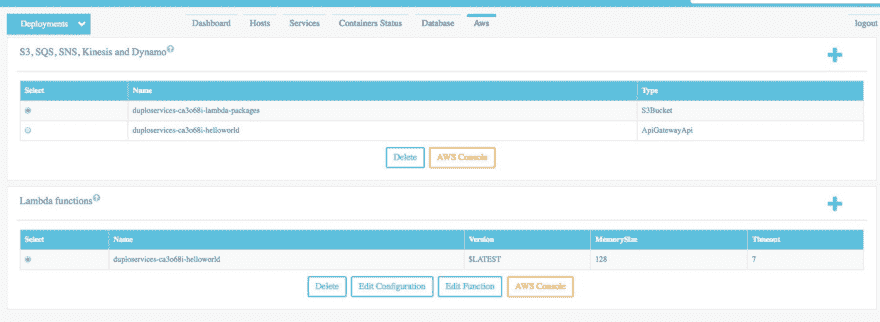 Deployments
Dashboard Hosts Services Containers Status Database Aws logout
S3, SQS, SNS, Kinesis and Dynamo
Select Name Type
duploservices-ca3o68i-lambda-packages S3Bucket
duploservices-ca3o68i-helloworld ApiGatewayApi
Delete AWS Console
Lambda functions
Select Name Version MemorySize Timeout
duploservices-ca3o68i-helloworld $LATEST 128 7
Delete Edit Configuration Edit Function AWS Console